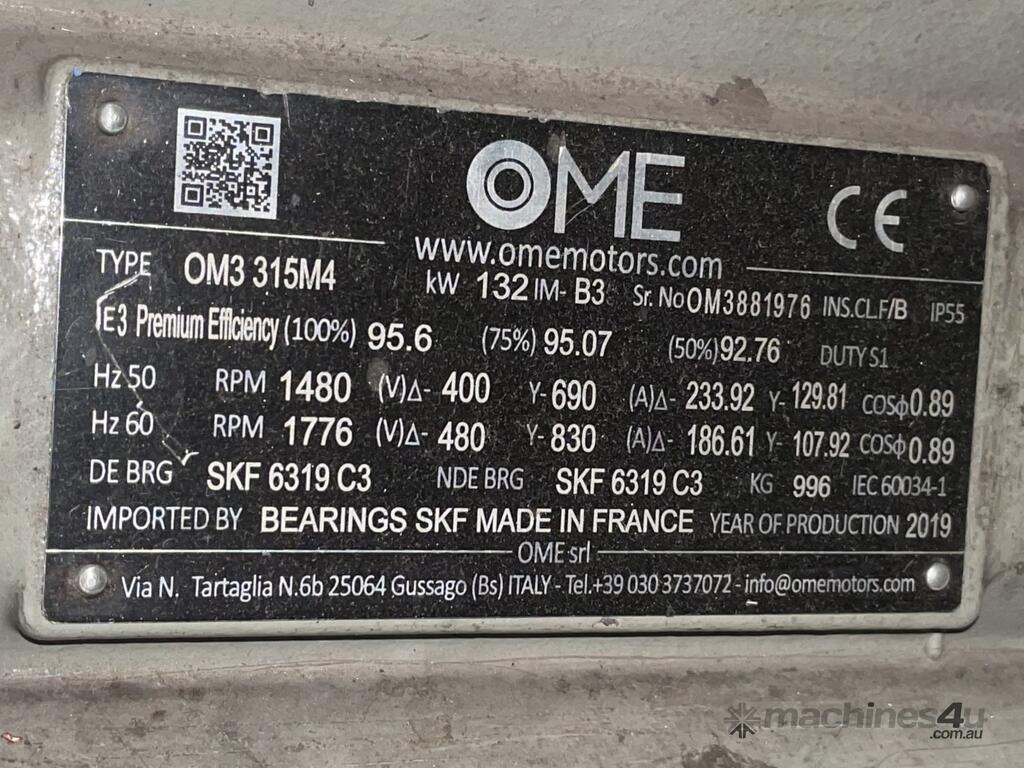 OME
CE
www.omemotors.com
TYPE OM3 315M4 kW 132 IM- B3 Sr. No OM3881976 INS.CL.F/B IP55
IE3 Premium Efficiency (100%) 95.6 (75%) 95.07 (50%) 92.76 DUTY S1
Hz 50 RPM 1480 (V)Δ- 400 Y- 690 (A)Δ- 233.92 Y- 129.81 COSϕ 0.89
Hz 60 RPM 1776 (V)Δ- 480 Y- 830 (A)Δ- 186.61 Y- 107.92 COSϕ 0.89
DE BRG SKF 6319 C3 NDE BRG SKF 6319 C3 KG 996 IEC 60034-1
IMPORTED BY BEARINGS SKF MADE IN FRANCE YEAR OF PRODUCTION 2019
OME srl
Via N. Tartaglia N.6b 25064 Gussago (Bs) ITALY - Tel.+39 030 3737072 - info@omemotors.com
machines4u
.com.au